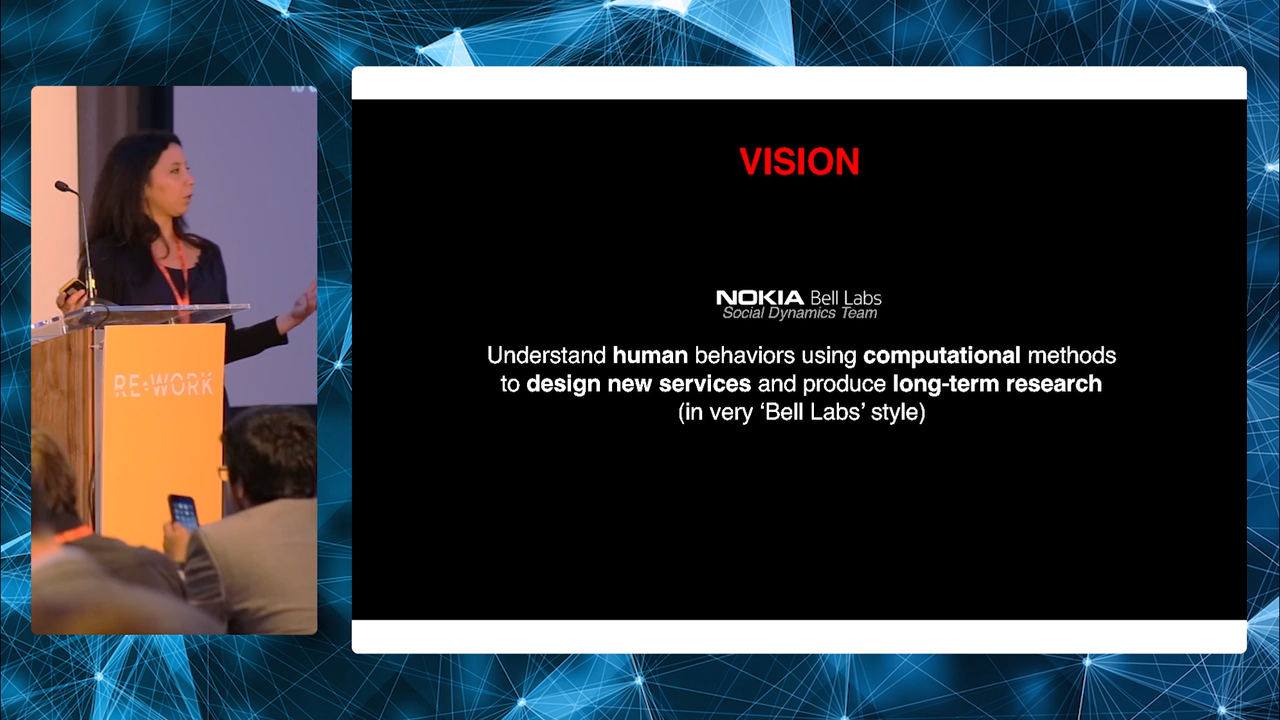 RE•WORK
VISION
NOKIA Bell Labs
Social Dynamics Team
Understand human behaviors using computational methods
to design new services and produce long-term research
(in very ‘Bell Labs’ style)